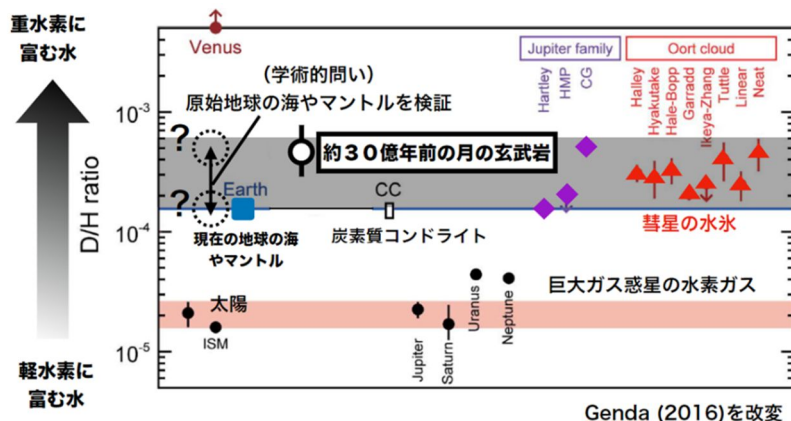 重水素に
富む水
D/H ratio
軽水素に
富む水
10⁻³
10⁻⁴
10⁻⁵
Venus
(学術的問い)
原始地球の海やマントルを検証
?
?
約30億年前の月の玄武岩
Earth
現在の地球の海
やマントル
CC
炭素質コンドライト
太陽
ISM
Jupiter
Saturn
Uranus
Neptune
巨大ガス惑星の水素ガス
Jupiter family
Hartley
HMP
CG
Oort cloud
Halley
Hyakutake
Hale-Bopp
Garradd
Ikeya-Zhang
Tuttle
Linear
Neat
彗星の水氷
Genda (2016)を改変